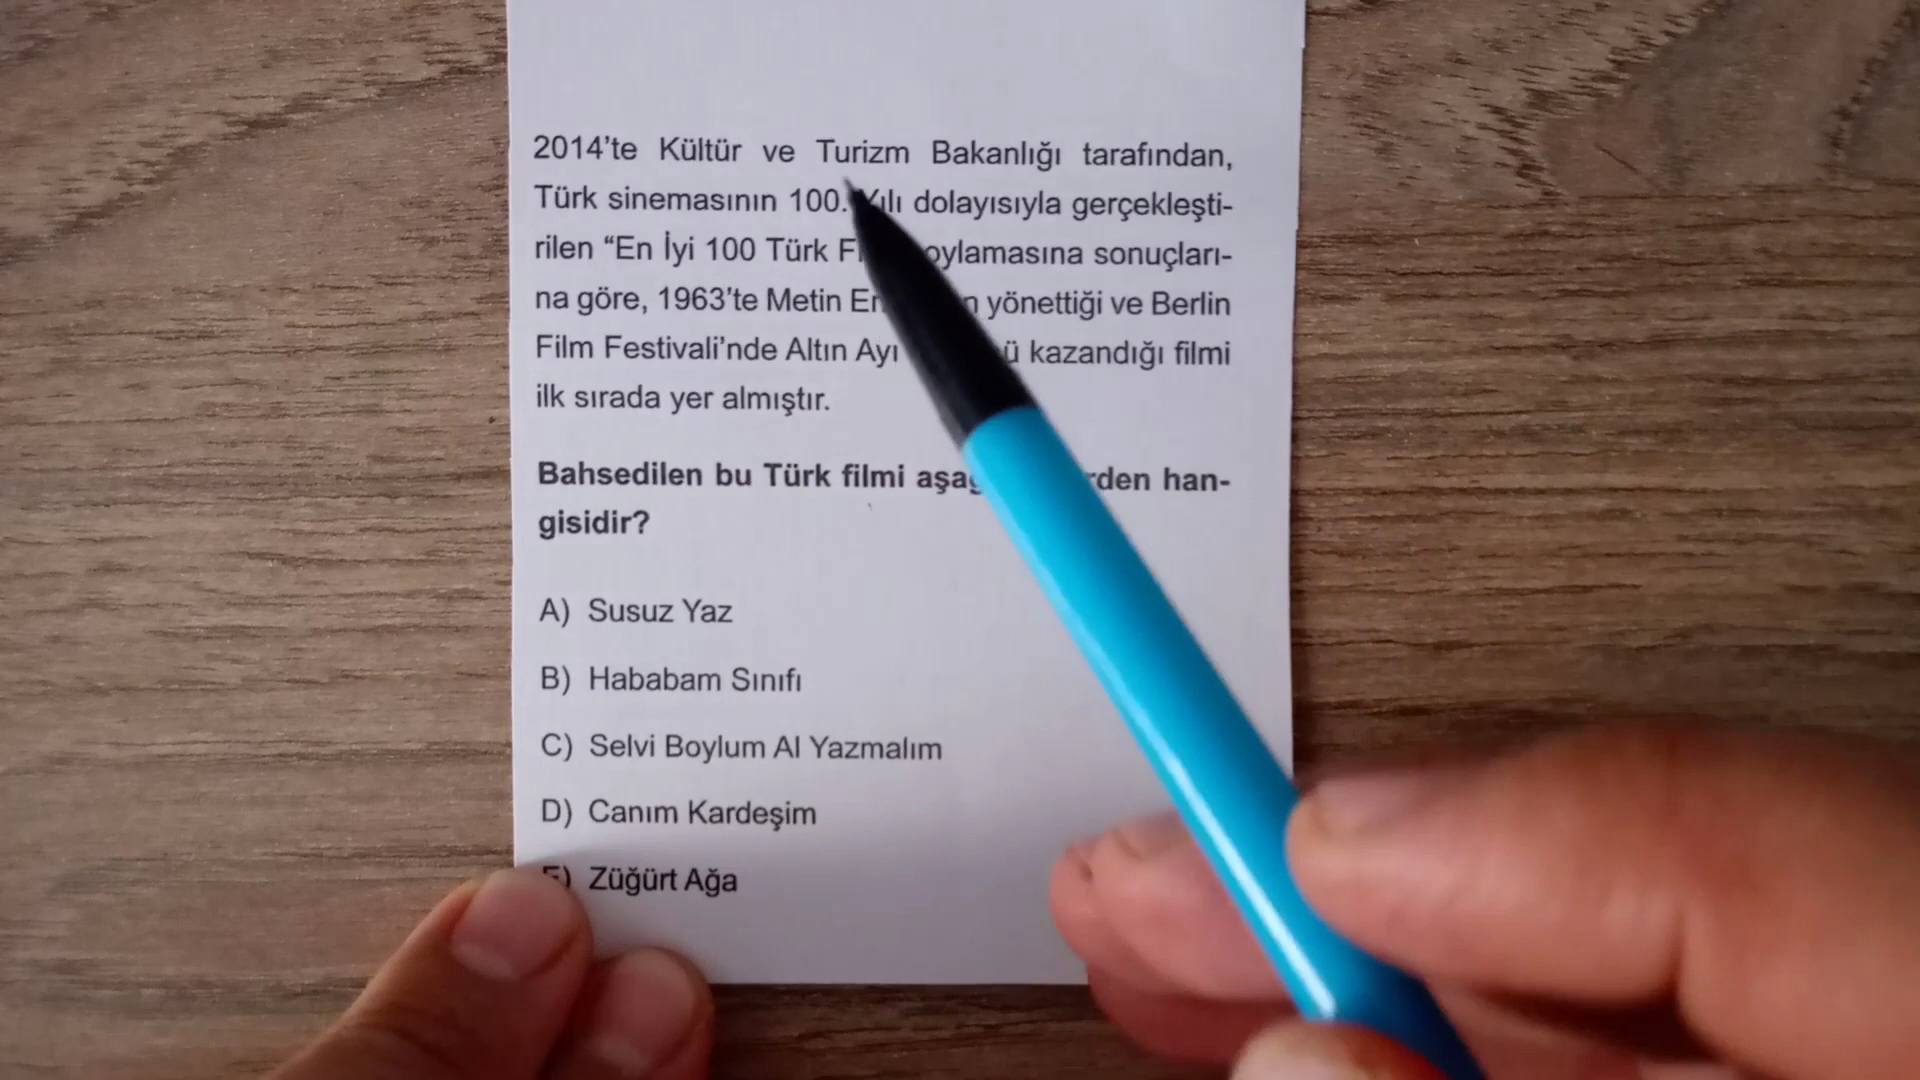 2014’te Kültür ve Turizm Bakanlığı tarafından,
Türk sinemasının 100. Yılı dolayısıyla gerçekleşti-
rilen “En İyi 100 Türk oylamasına sonuçları-
na göre, 1963’te Metin yönettiği ve Berlin
Film Festivali’nde Altın Ayı kazandığı filmi
ilk sırada yer almıştır.
Bahsedilen bu Türk filmi han-
gisidir?
A) Susuz Yaz
B) Hababam Sınıfı
C) Selvi Boylum Al Yazmalım
D) Canım Kardeşim
E) Züğürt Ağa